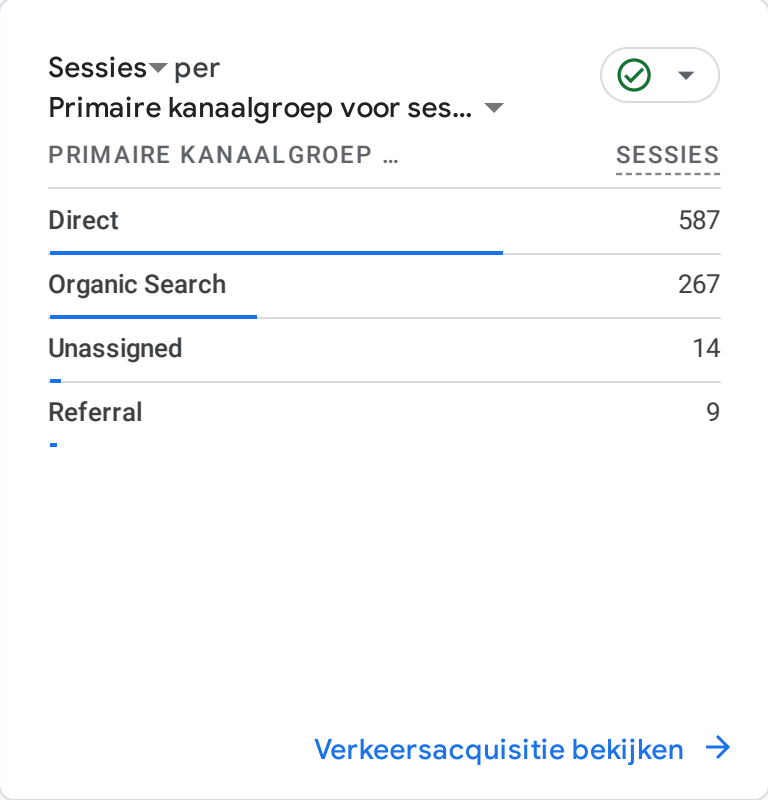 Sessies per
Primaire kanaalgroep voor ses...
PRIMAIRE KANAALGROEP ... SESSIES
Direct 587
Organic Search 267
Unassigned 14
Referral 9
Verkeersacquisitie bekijken